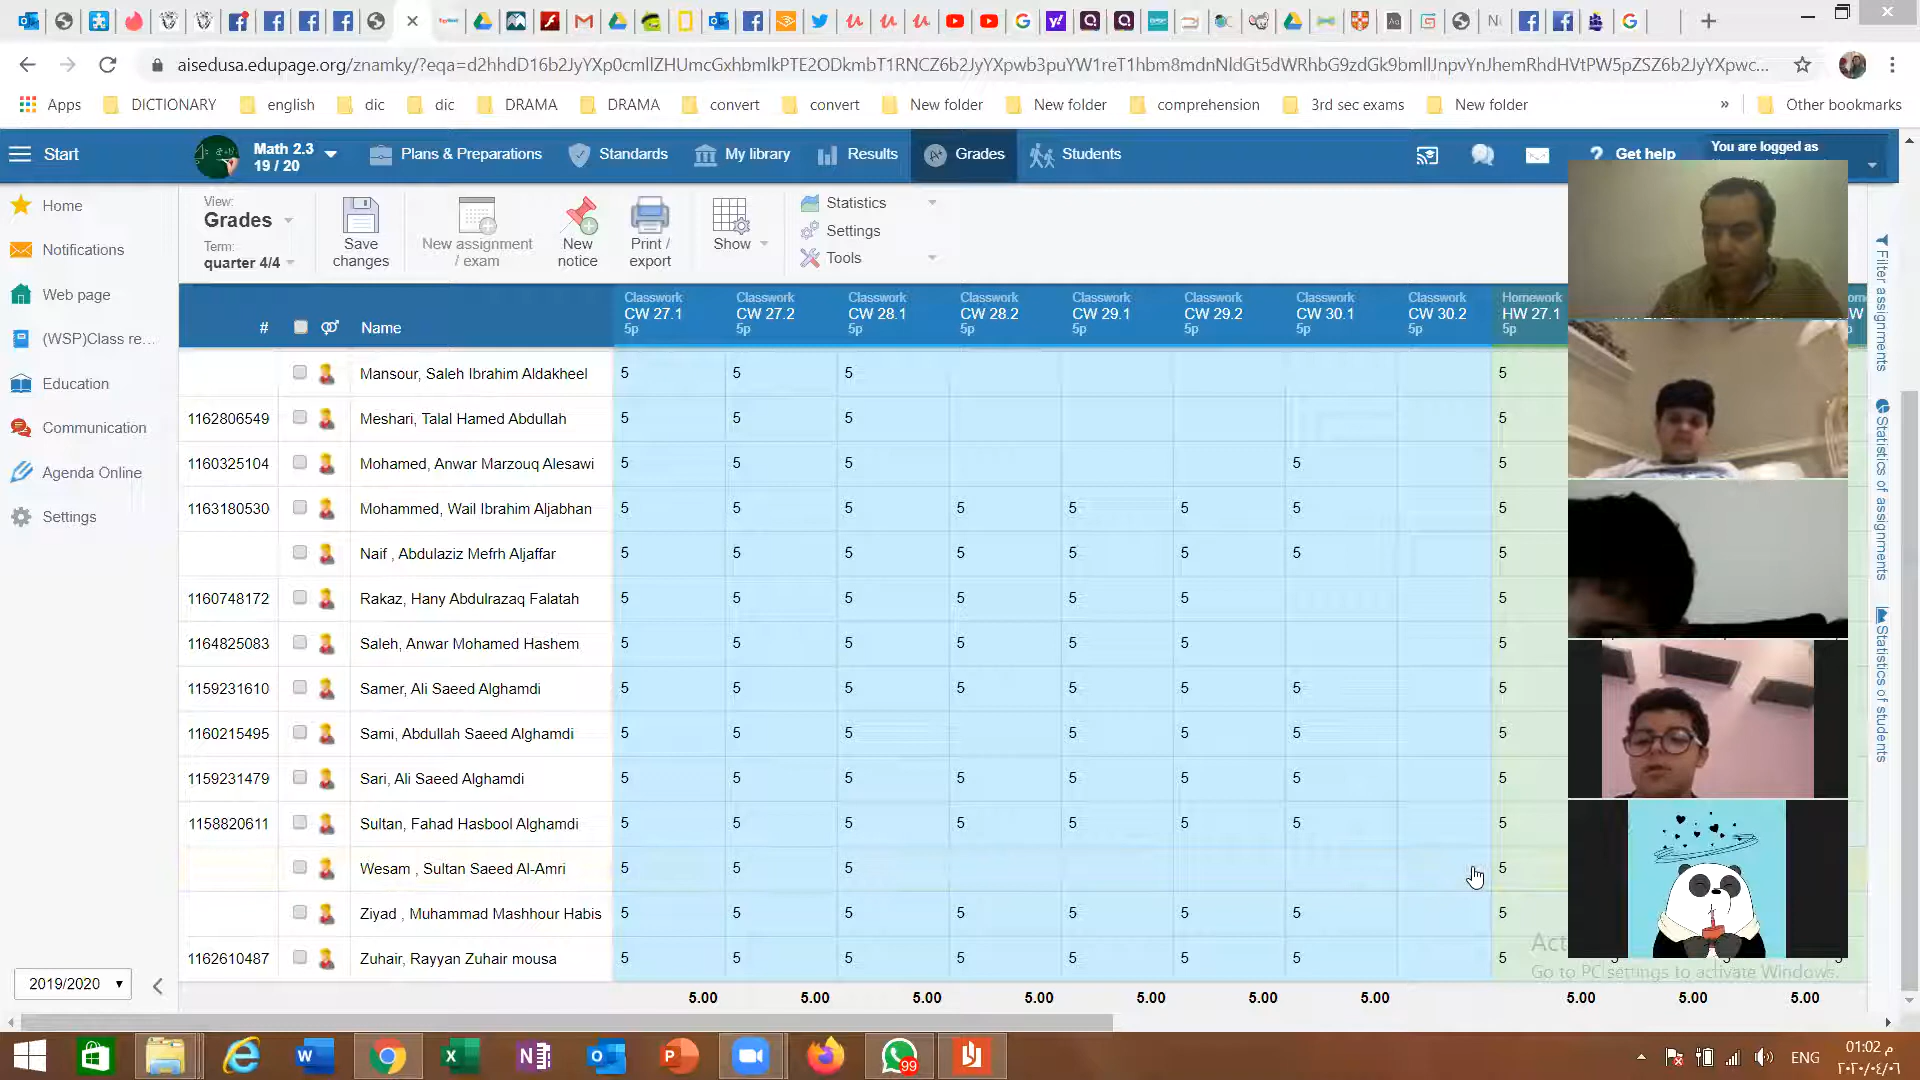 aisedusa.edupage.org/znamky/?
Apps DICTIONARY english dic dic DRAMA DRAMA convert convert New folder New folder comprehension 3rd sec exams New folder » Other bookmarks
Start Math 2.3 19 / 20 Plans & Preparations Standards My library Results Grades Students ? Get help You are logged as
Home
Notifications
Web page
(WSP)Class re...
Education
Communication
Agenda Online
Settings
2019/2020
View:
Grades
Term:
quarter 4/4
Save changes
New assignment / exam
New notice
Print / export
Show
Statistics
Settings
Tools
# Name
Classwork CW 27.1 5p
Classwork CW 27.2 5p
Classwork CW 28.1 5p
Classwork CW 28.2 5p
Classwork CW 29.1 5p
Classwork CW 29.2 5p
Classwork CW 30.1 5p
Classwork CW 30.2 5p
Homework HW 27.1 5p
Mansour, Saleh Ibrahim Aldakheel 5 5 5 5
1162806549 Meshari, Talal Hamed Abdullah 5 5 5 5
1160325104 Mohamed, Anwar Marzouq Alesawi 5 5 5 5 5
1163180530 Mohammed, Wail Ibrahim Aljabhan 5 5 5 5 5 5 5 5
Naif , Abdulaziz Mefrh Aljaffar 5 5 5 5 5 5 5 5
1160748172 Rakaz, Hany Abdulrazaq Falatah 5 5 5 5 5 5 5
1164825083 Saleh, Anwar Mohamed Hashem 5 5 5 5 5 5 5
1159231610 Samer, Ali Saeed Alghamdi 5 5 5 5 5 5 5 5
1160215495 Sami, Abdullah Saeed Alghamdi 5 5 5 5 5 5 5
1159231479 Sari, Ali Saeed Alghamdi 5 5 5 5 5 5 5 5
1158820611 Sultan, Fahad Hasbool Alghamdi 5 5 5 5 5 5 5 5
Wesam , Sultan Saeed Al-Amri 5 5 5 5
Ziyad , Muhammad Mashhour Habis 5 5 5 5 5 5 5 5
1162610487 Zuhair, Rayyan Zuhair mousa 5 5 5 5 5 5 5 5
5.00 5.00 5.00 5.00 5.00 5.00 5.00 5.00 5.00 5.00
Filter assignments
Statistics of assignments
Statistics of students
Go to PC settings to activate Windows.
99
ENG
01:02 م
٢٠٢٠/٠٤/٠٦